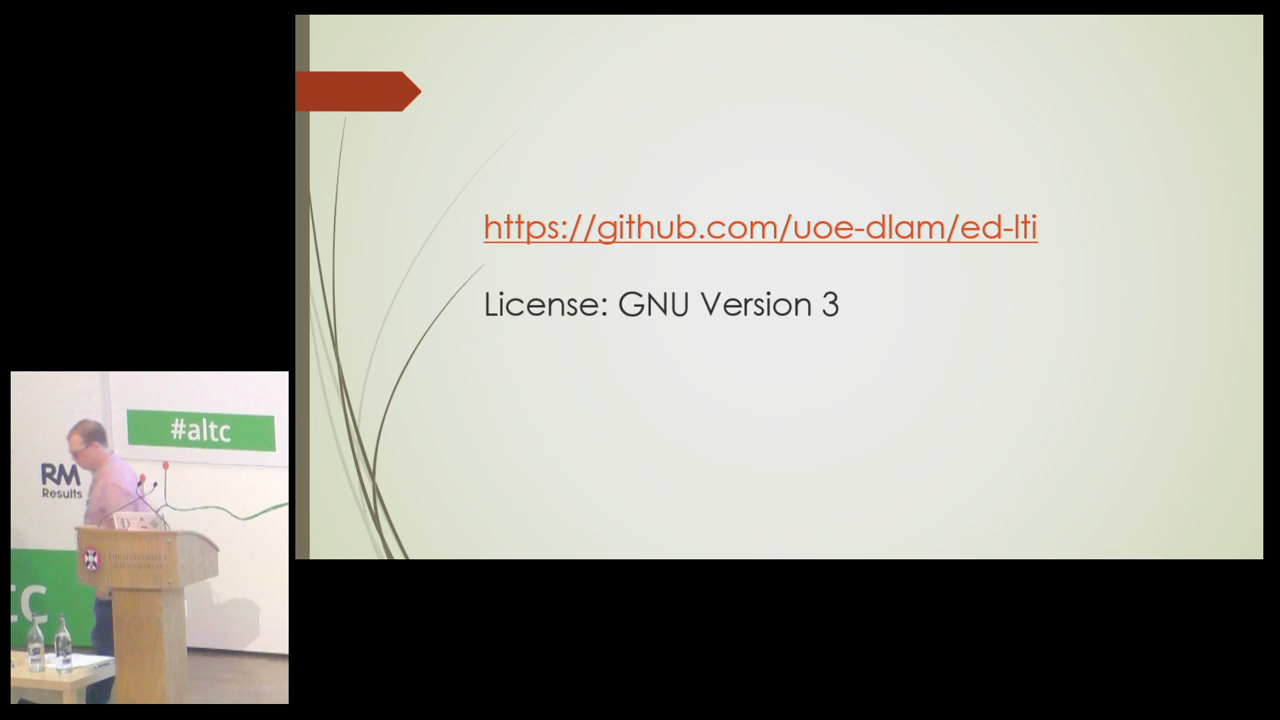 https://github.com/uoe-dlam/ed-lti
License: GNU Version 3
#altc
RM
Results